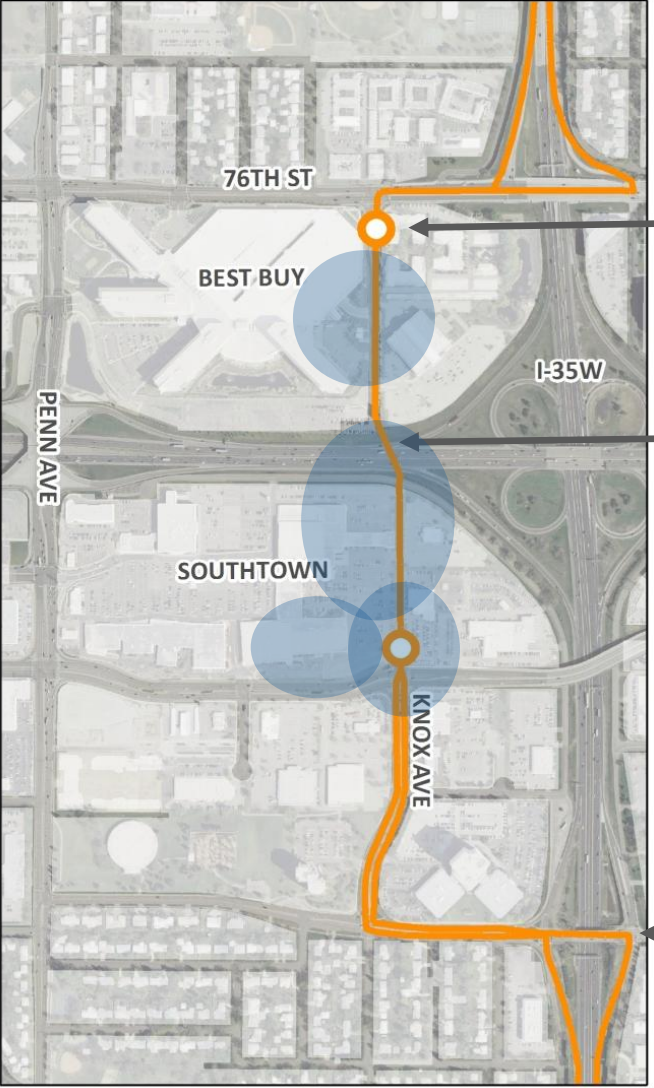 76TH ST
BEST BUY
I-35W
PENN AVE
SOUTHTOWN
KNOX AVE